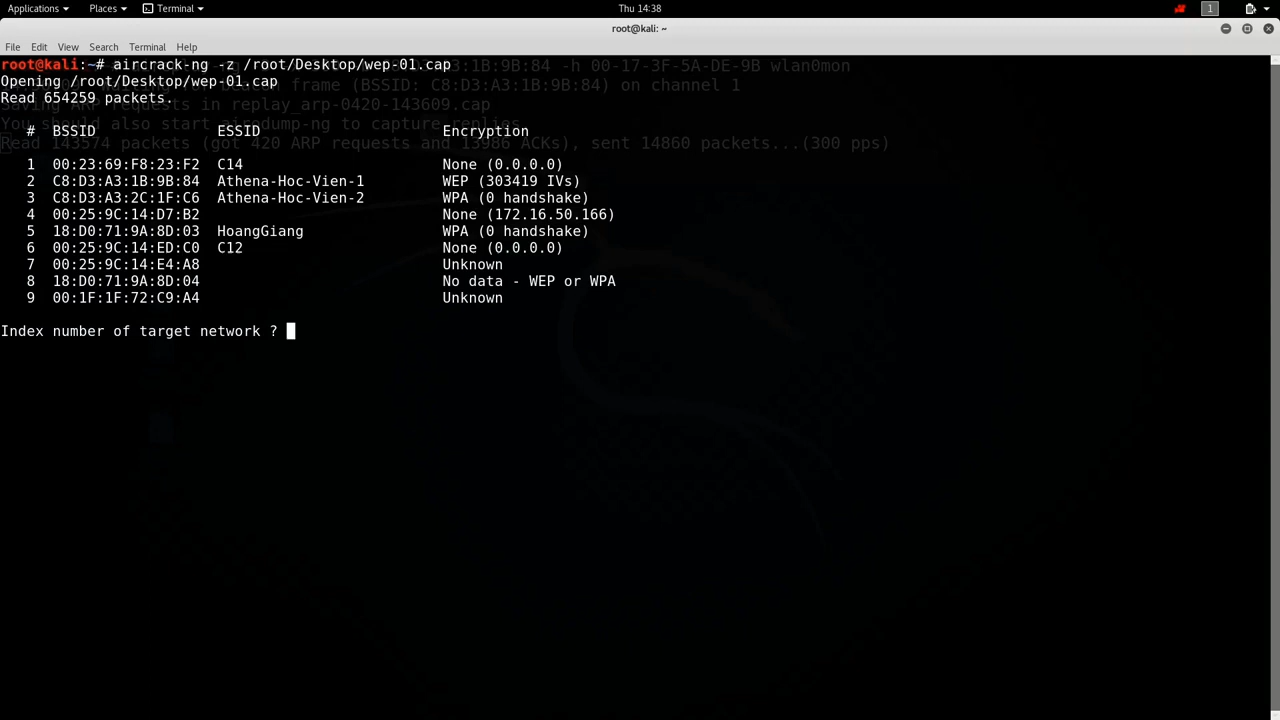 Applications Places Terminal Thu 14:38 1
root@kali: ~
File Edit View Search Terminal Help
root@kali:~# aircrack-ng -z /root/Desktop/wep-01.cap
1B:9B:84 -h 00-17-3F-5A-DE-9B wlan0mon
Opening /root/Desktop/wep-01.cap
beacon frame (BSSID: C8:D3:A3:1B:9B:84) on channel 1
Read 654259 packets.
Saving ARP requests in replay_arp-0420-143609.cap
You should also start airodump-ng to capture replies.
# BSSID ESSID Encryption
Read 143574 packets (got 420 ARP requests and 13986 ACKs), sent 14860 packets...(300 pps)
1 00:23:69:F8:23:F2 C14 None (0.0.0.0)
2 C8:D3:A3:1B:9B:84 Athena-Hoc-Vien-1 WEP (303419 IVs)
3 C8:D3:A3:2C:1F:C6 Athena-Hoc-Vien-2 WPA (0 handshake)
4 00:25:9C:14:D7:B2 None (172.16.50.166)
5 18:D0:71:9A:8D:03 HoangGiang WPA (0 handshake)
6 00:25:9C:14:ED:C0 C12 None (0.0.0.0)
7 00:25:9C:14:E4:A8 Unknown
8 18:D0:71:9A:8D:04 No data - WEP or WPA
9 00:1F:1F:72:C9:A4 Unknown
Index number of target network ?